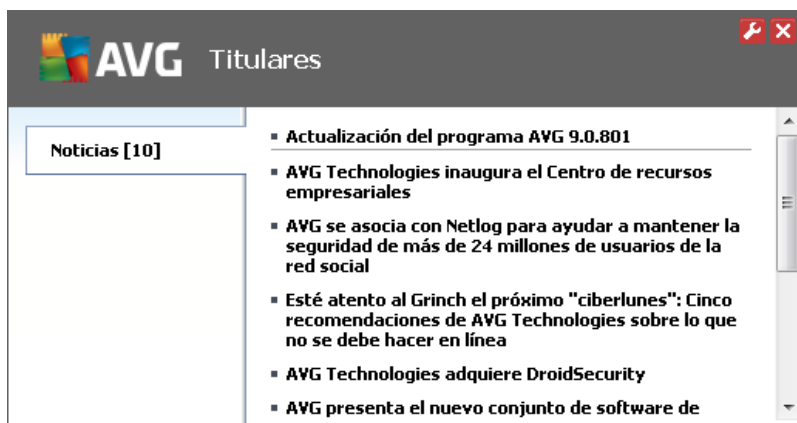 AVG Titulares
Noticias [10]
Actualización del programa AVG 9.0.801
AVG Technologies inaugura el Centro de recursos
empresariales
AVG se asocia con Netlog para ayudar a mantener la
seguridad de más de 24 millones de usuarios de la
red social
Esté atento al Grinch el próximo "ciberlunes": Cinco
recomendaciones de AVG Technologies sobre lo que
no se debe hacer en línea
AVG Technologies adquiere DroidSecurity
AVG presenta el nuevo conjunto de software de